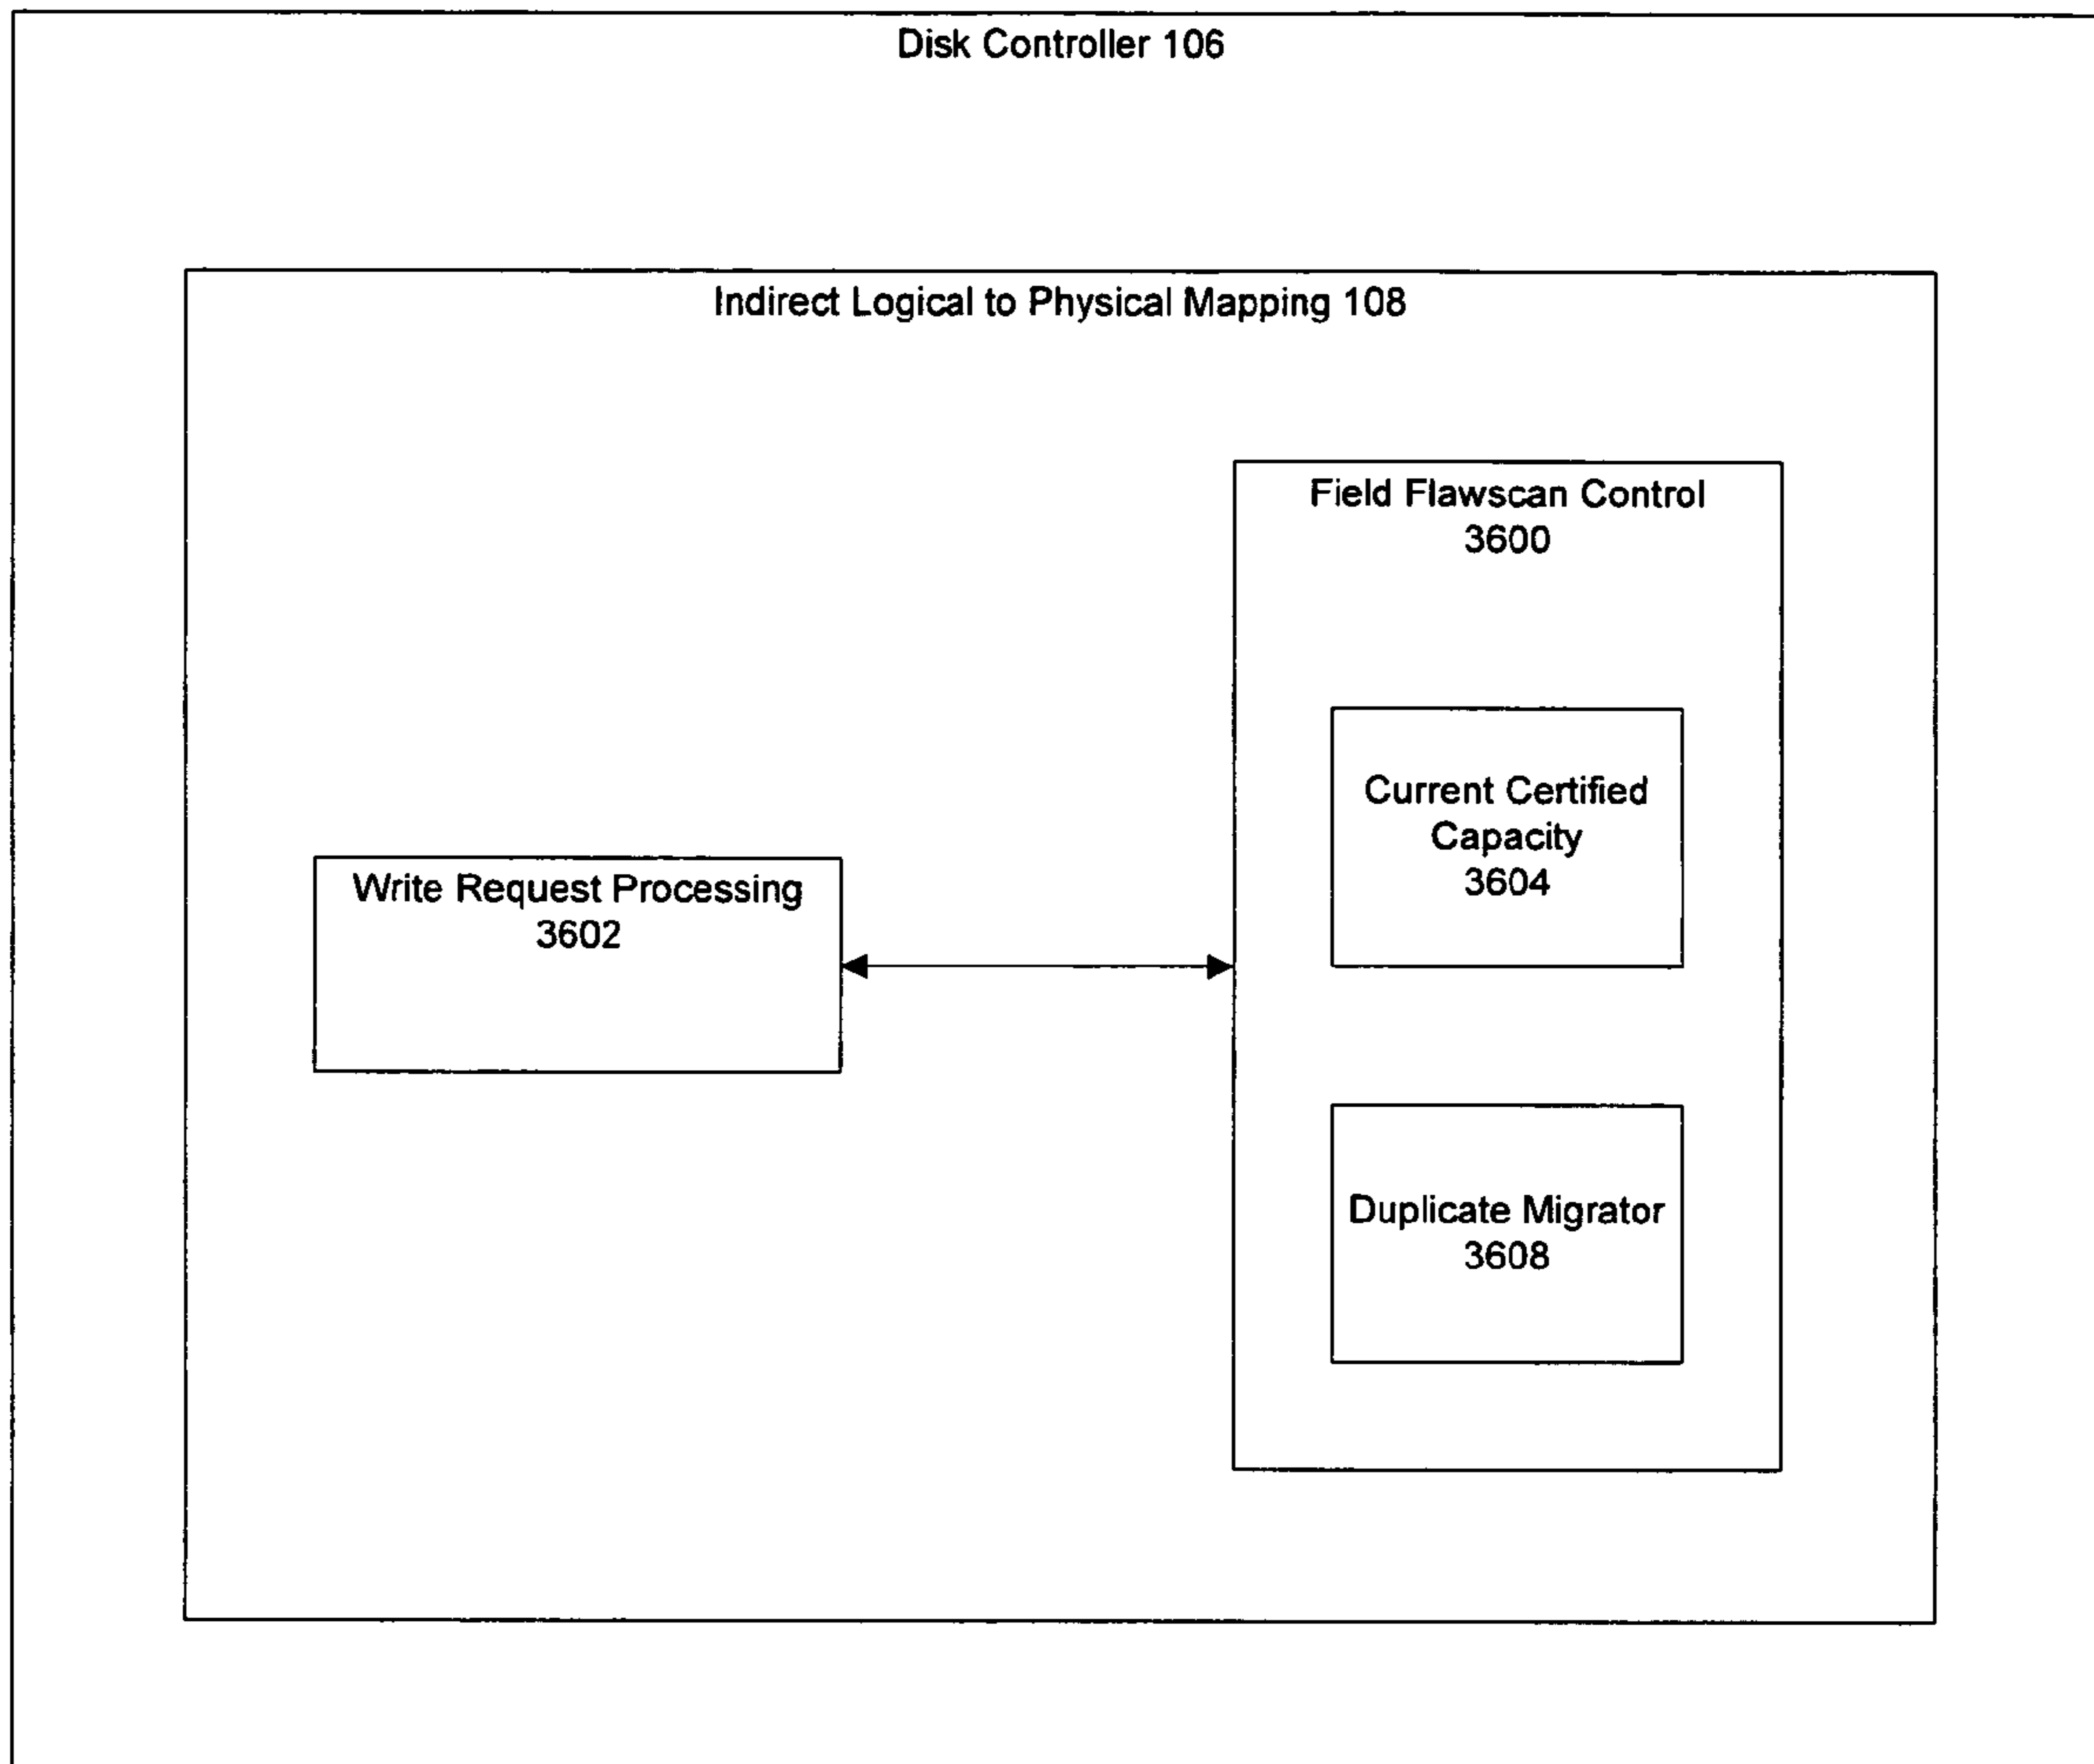 Disk Controller 106
Indirect Logical to Physical Mapping 108
Field Flawscan Control
3600
Current Certified
Capacity
3604
Write Request Processing
3602
Duplicate Migrator
3608